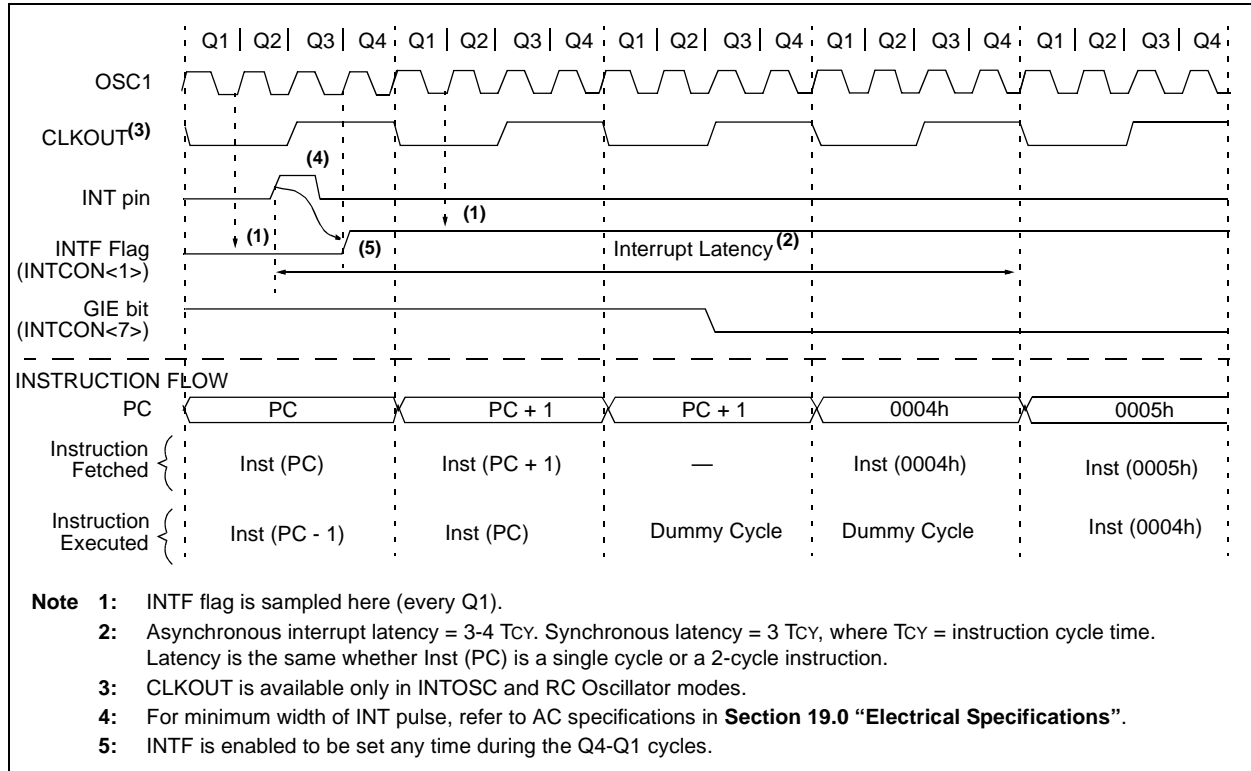 Q1 | Q2 | Q3 | Q4 Q1 | Q2 | Q3 | Q4 Q1 | Q2 | Q3 | Q4 Q1 | Q2 | Q3 | Q4 Q1 | Q2 | Q3 | Q4
OSC1
CLKOUT(3)
(4)
INT pin
(1)
(1)
(5)
INTF Flag
(INTCON<1>)
Interrupt Latency(2)
GIE bit
(INTCON<7>)
INSTRUCTION FLOW
PC PC PC + 1 PC + 1 0004h 0005h
Instruction
Fetched
Inst (PC) Inst (PC + 1) — Inst (0004h) Inst (0005h)
Instruction
Executed
Inst (PC - 1) Inst (PC) Dummy Cycle Dummy Cycle Inst (0004h)
Note 1: INTF flag is sampled here (every Q1).
2: Asynchronous interrupt latency = 3-4 TCY. Synchronous latency = 3 TCY, where TCY = instruction cycle time.
Latency is the same whether Inst (PC) is a single cycle or a 2-cycle instruction.
3: CLKOUT is available only in INTOSC and RC Oscillator modes.
4: For minimum width of INT pulse, refer to AC specifications in Section 19.0 “Electrical Specifications”.
5: INTF is enabled to be set any time during the Q4-Q1 cycles.